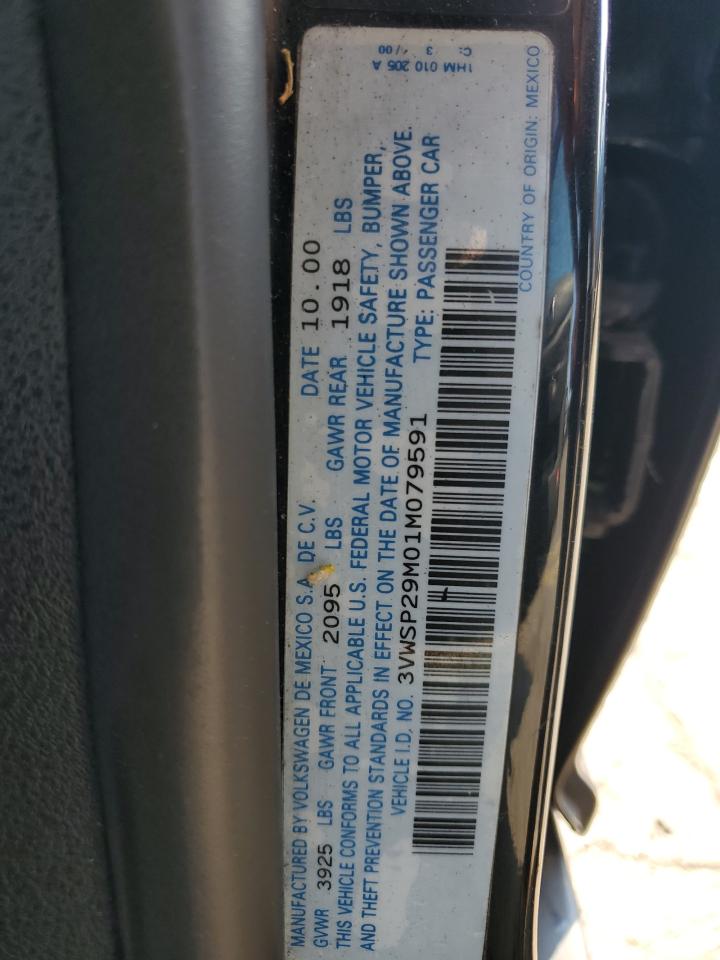 MANUFACTURED BY VOLKSWAGEN DE MEXICO S.A. DE C.V. DATE 10.00
GVWR 3925 LBS GAWR FRONT 2095 LBS GAWR REAR 1918 LBS
THIS VEHICLE CONFORMS TO ALL APPLICABLE U.S. FEDERAL MOTOR VEHICLE SAFETY, BUMPER,
AND THEFT PREVENTION STANDARDS IN EFFECT ON THE DATE OF MANUFACTURE SHOWN ABOVE.
VEHICLE I.D. NO. 3VWSP29M01M079591 TYPE: PASSENGER CAR
COUNTRY OF ORIGIN: MEXICO
1HM 010 205 A
C. 3 /00